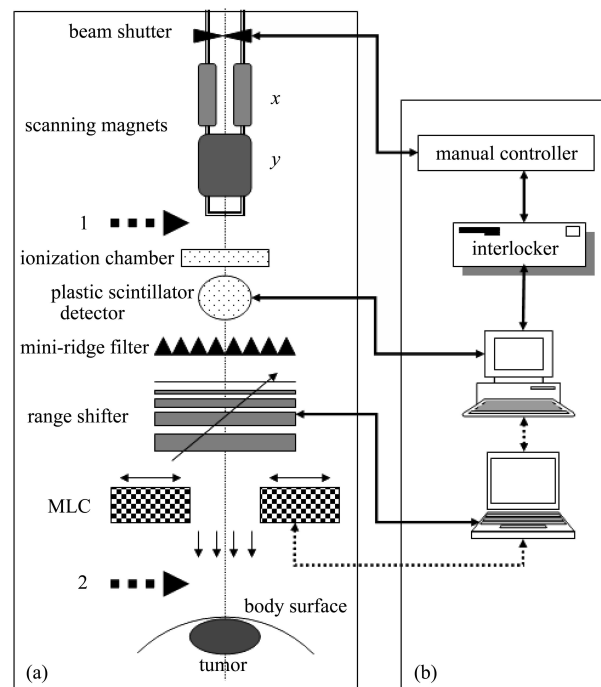 beam shutter
x
scanning magnets
y
manual controller
1
interlocker
ionization chamber
plastic scintillator
detector
mini-ridge filter
range shifter
MLC
2
body surface
tumor
(a)
(b)